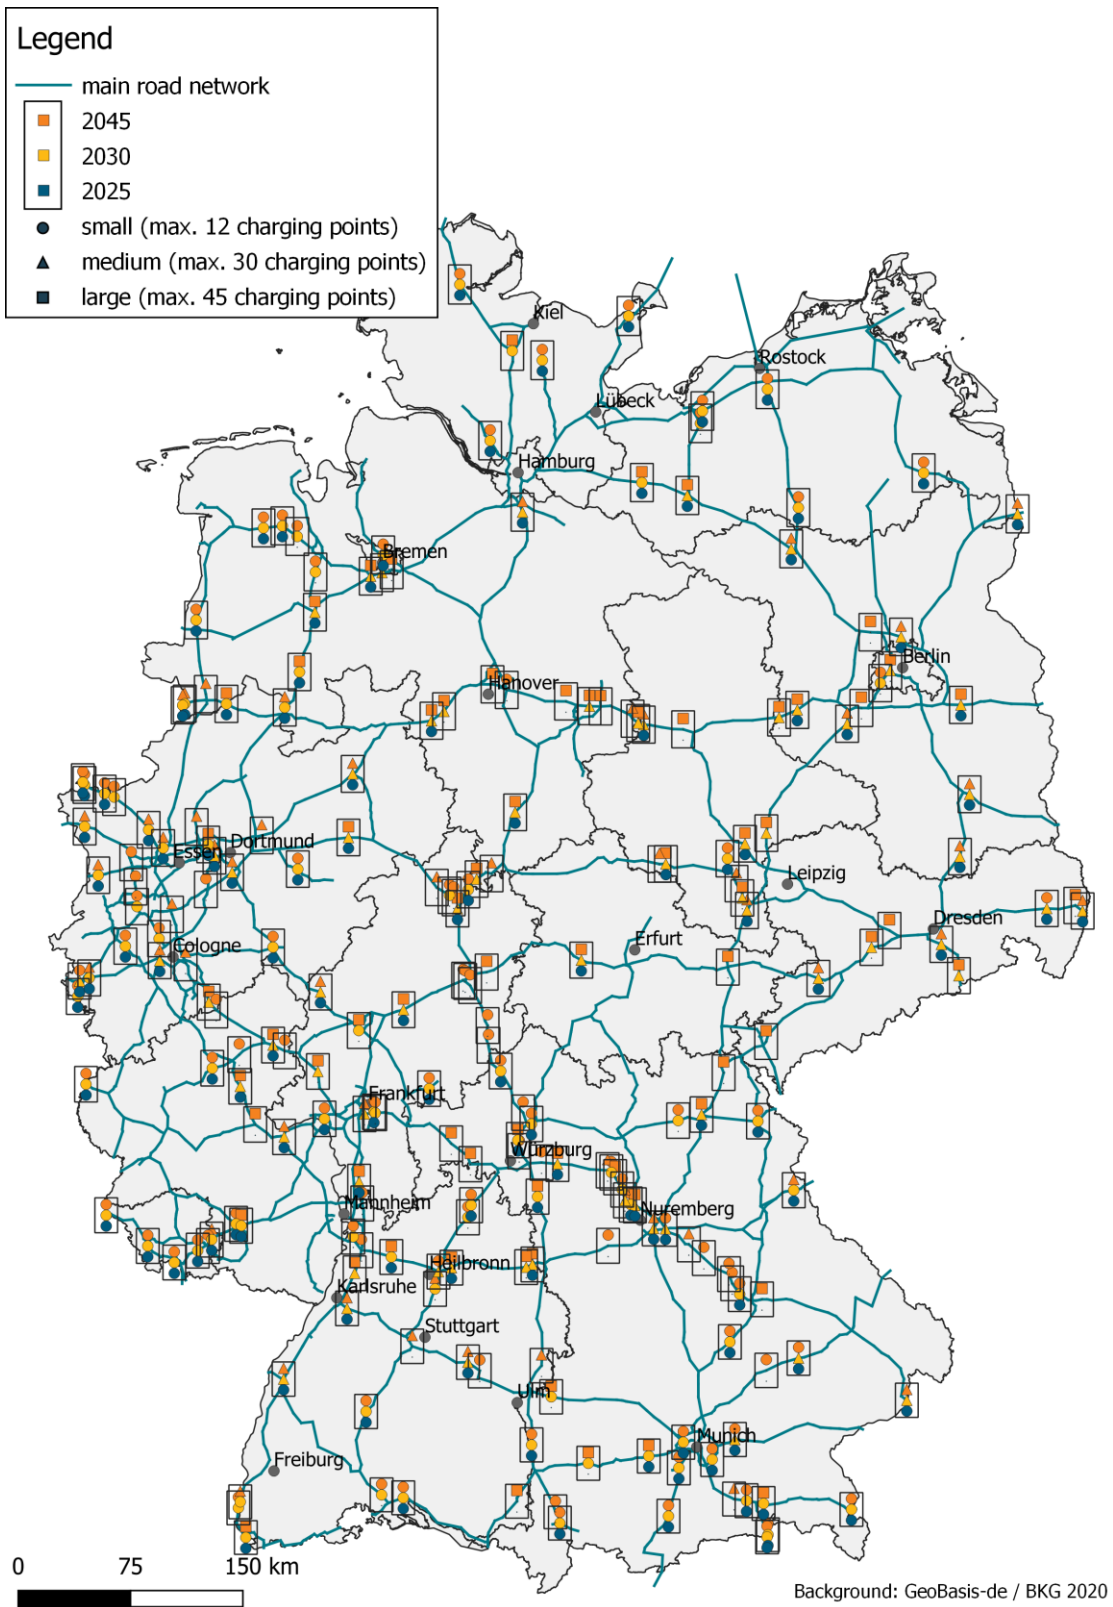 Legend
main road network
2045
2030
2025
small (max. 12 charging points)
medium (max. 30 charging points)
large (max. 45 charging points)
Kiel
Rostock
Lübeck
Hamburg
Bremen
Berlin
Hanover
Dortmund
Essen
Leipzig
Dresden
Cologne
Erfurt
Frankfurt
Würzburg
Mannheim
Nuremberg
Heilbronn
Karlsruhe
Stuttgart
Ulm
Munich
Freiburg
0 75 150 km
Background: GeoBasis-de / BKG 2020